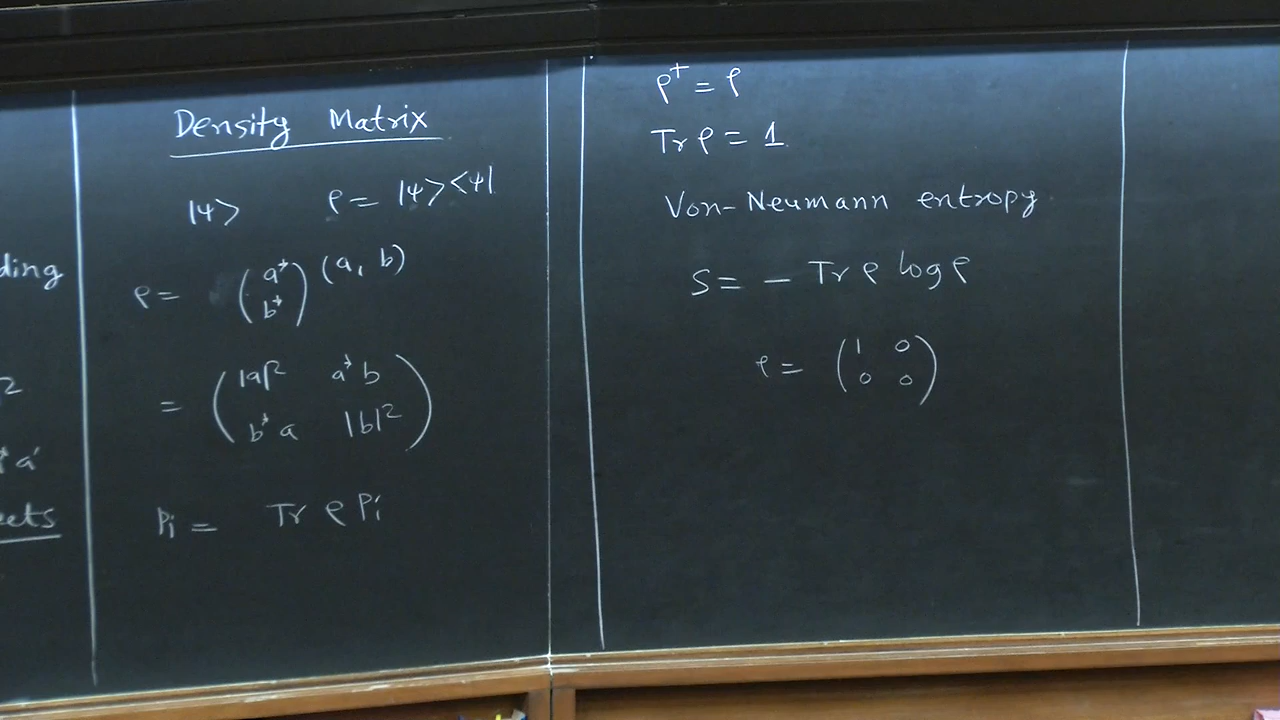 ding
2
a'
eets
Density Matrix
|ψ> ρ = |ψ><ψ|
ρ = (a* b*) (a, b)
= (|a|² a*b
b*a |b|²)
Pi = Tr ρ Pi
ρ† = ρ
Tr ρ = 1
Von-Neumann entropy
S = - Tr ρ log ρ
ρ = (1 0
0 0)